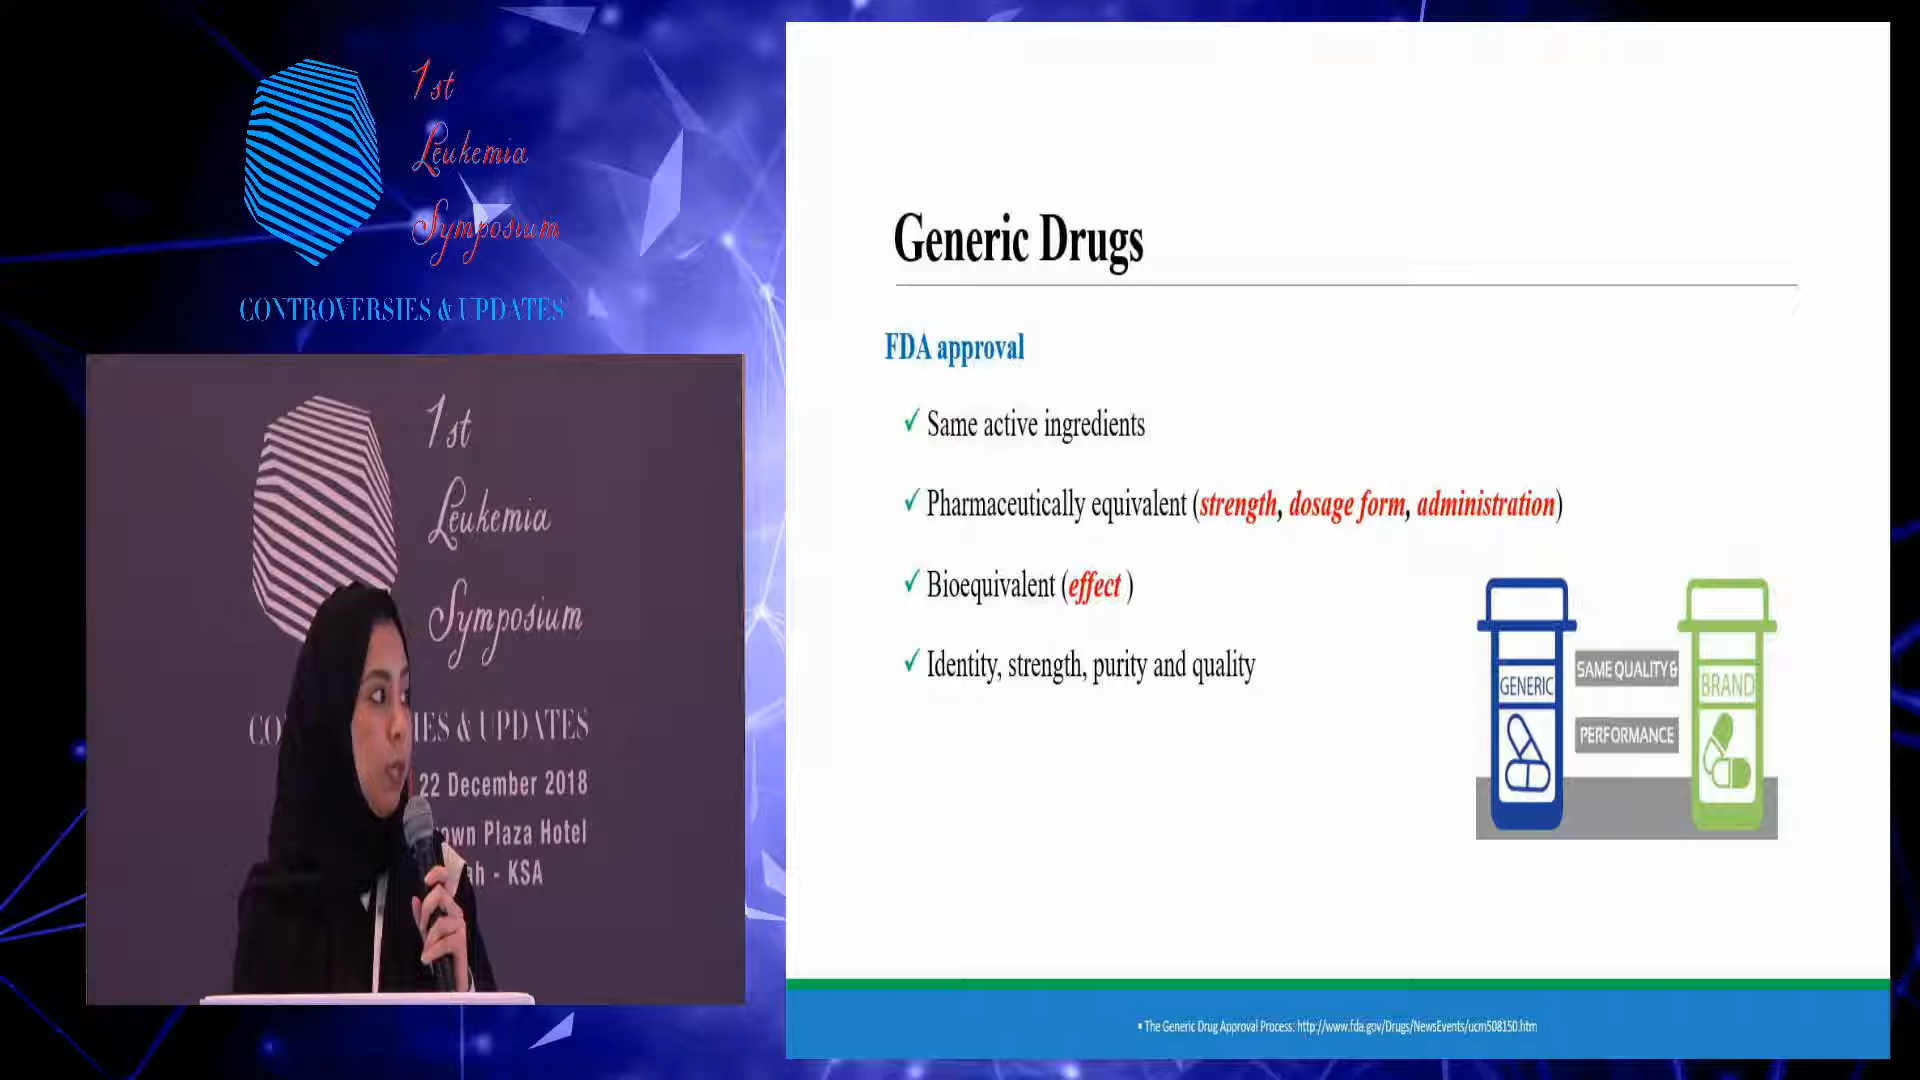 1st
Leukemia
Symposium
CONTROVERSIES & UPDATES
1st
Leukemia
Symposium
IES & UPDATES
22 December 2018
Plaza Hotel
- KSA
Generic Drugs
FDA approval
✓ Same active ingredients
✓ Pharmaceutically equivalent (strength, dosage form, administration)
✓ Bioequivalent (effect )
✓ Identity, strength, purity and quality
GENERIC
SAME QUALITY &
PERFORMANCE
BRAND
▪ The Generic Drug Approval Process: http://www.fda.gov/Drugs/NewsEvents/ucm508150.htm